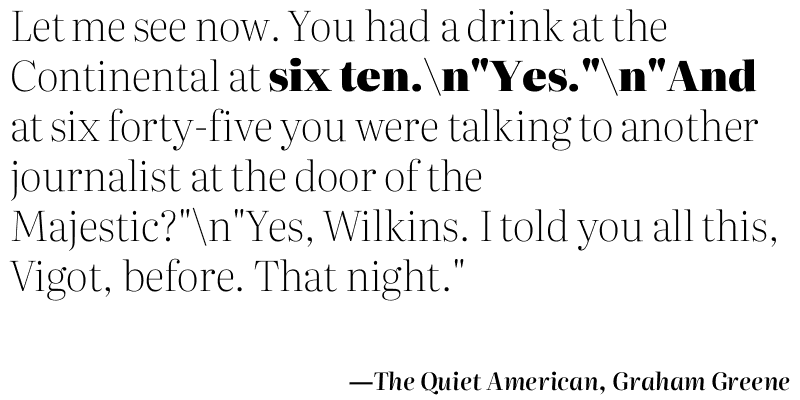 Let me see now. You had a drink at the
Continental at six ten.\n"Yes."\n"And
at six forty-five you were talking to another
journalist at the door of the
Majestic?"\n"Yes, Wilkins. I told you all this,
Vigot, before. That night."
—The Quiet American, Graham Greene